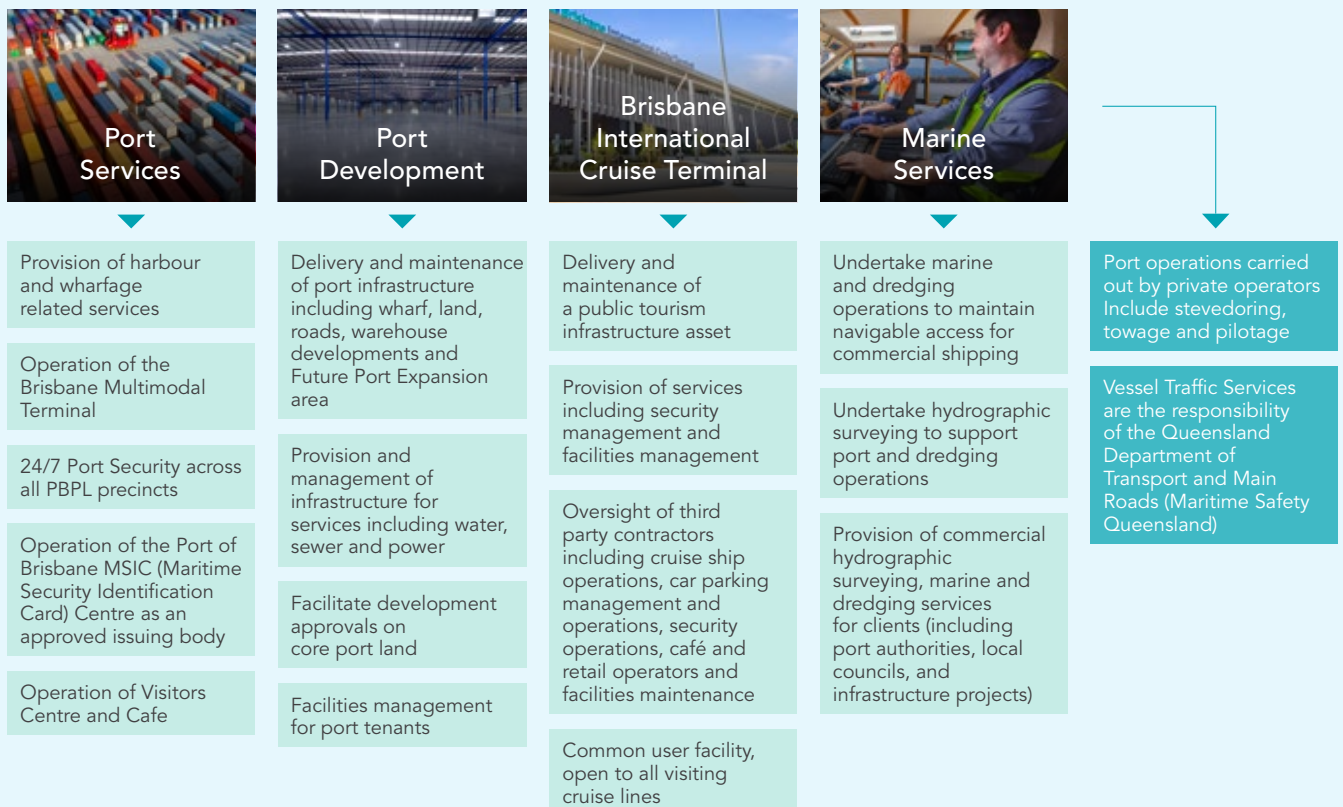 Port
Services
Provision of harbour
and wharfage
related services
Operation of the
Brisbane Multimodal
Terminal
24/7 Port Security across
all PBPL precincts
Operation of the Port of
Brisbane MSIC (Maritime
Security Identification
Card) Centre as an
approved issuing body
Operation of Visitors
Centre and Cafe
Port
Development
Delivery and maintenance
of port infrastructure
including wharf, land,
roads, warehouse
developments and
Future Port Expansion
area
Provision and
management of
infrastructure for
services including water,
sewer and power
Facilitate development
approvals on
core port land
Facilities management
for port tenants
Brisbane
International
Cruise Terminal
Delivery and
maintenance of
a public tourism
infrastructure asset
Provision of services
including security
management and
facilities management
Oversight of third
party contractors
including cruise ship
operations, car parking
management and
operations, security
operations, café and
retail operators and
facilities maintenance
Common user facility,
open to all visiting
cruise lines
Marine
Services
Undertake marine
and dredging
operations to maintain
navigable access for
commercial shipping
Undertake hydrographic
surveying to support
port and dredging
operations
Provision of commercial
hydrographic
surveying, marine and
dredging services
for clients (including
port authorities, local
councils, and
infrastructure projects)
Port operations carried
out by private operators
Include stevedoring,
towage and pilotage
Vessel Traffic Services
are the responsibility
of the Queensland
Department of
Transport and Main
Roads (Maritime Safety
Queensland)